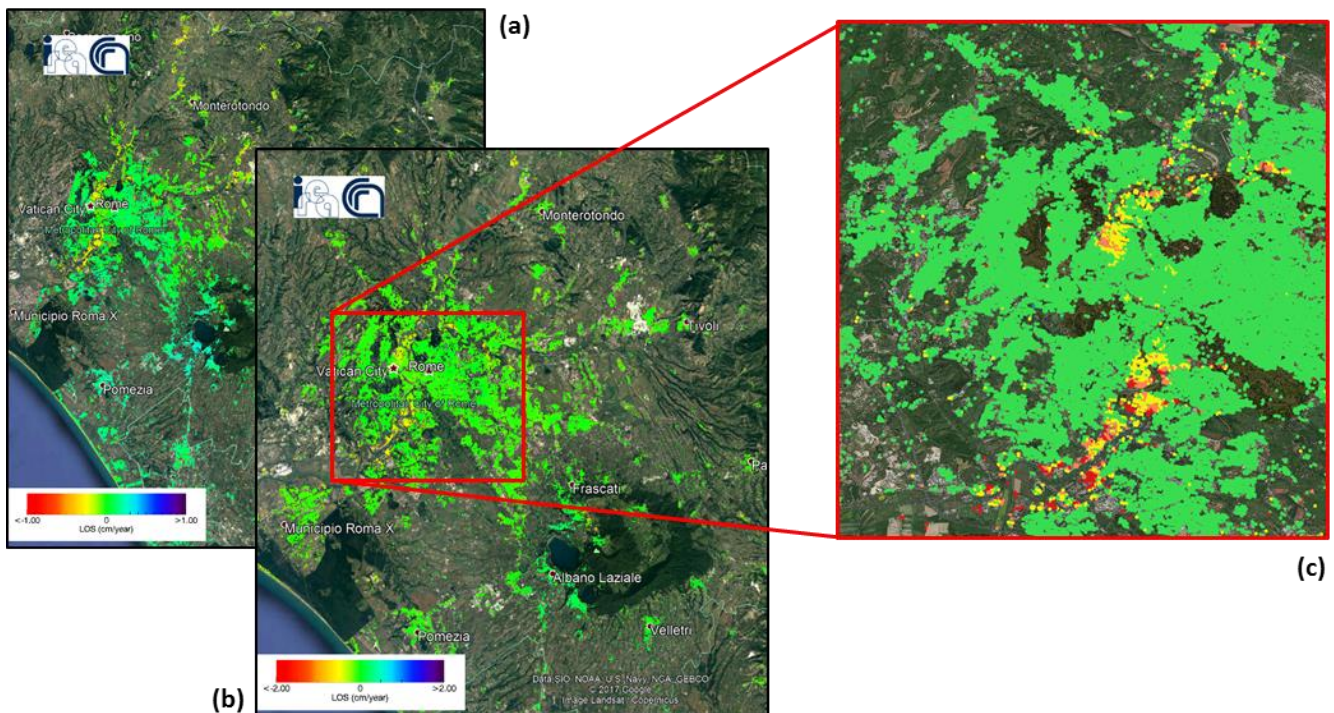 (a)
Monterotondo
Vatican City
Rome
Metropolitan City of Rome
Municipio Roma X
Pomezia
<-1.00 0 >1.00
LOS (cm/year)
Monterotondo
Tivoli
Vatican City
Rome
Metropolitan City of Rome
Pa
Frascati
Municipio Roma X
Albano Laziale
Pomezia
Velletri
<-2.00 0 >2.00
LOS (cm/year)
Data SIO, NOAA, U.S. Navy, NGA, GEBCO
© 2017 Google
Image Landsat / Copernicus
(b)
(c)